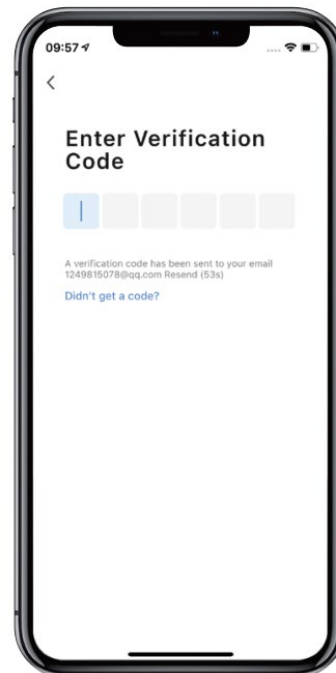 09:57
Enter Verification
Code
A verification code has been sent to your email
1249815078@qq.com Resend (53s)
Didn't get a code?